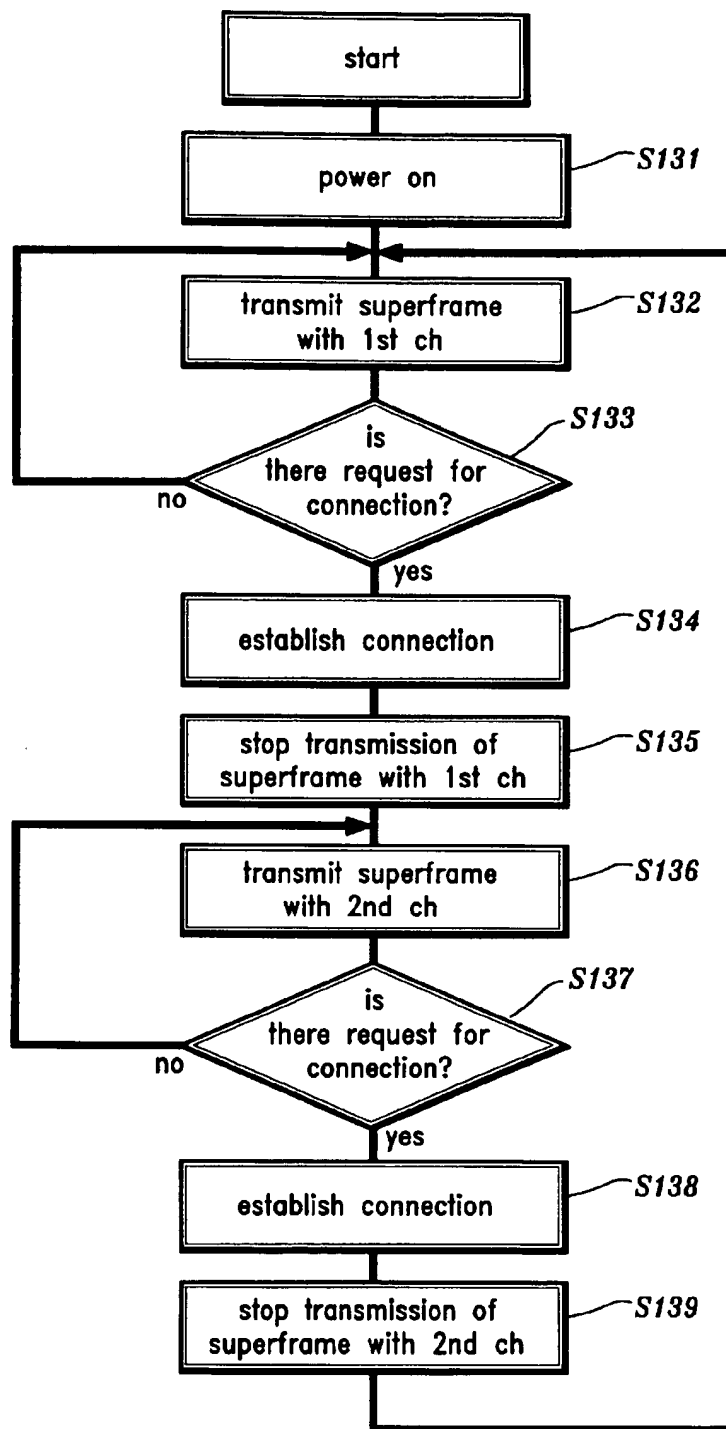 start
power on
S131
transmit superframe
with 1st ch
S132
is
there request for
connection?
S133
no
yes
establish connection
S134
stop transmission of
superframe with 1st ch
S135
transmit superframe
with 2nd ch
S136
is
there request for
connection?
S137
no
yes
establish connection
S138
stop transmission of
superframe with 2nd ch
S139